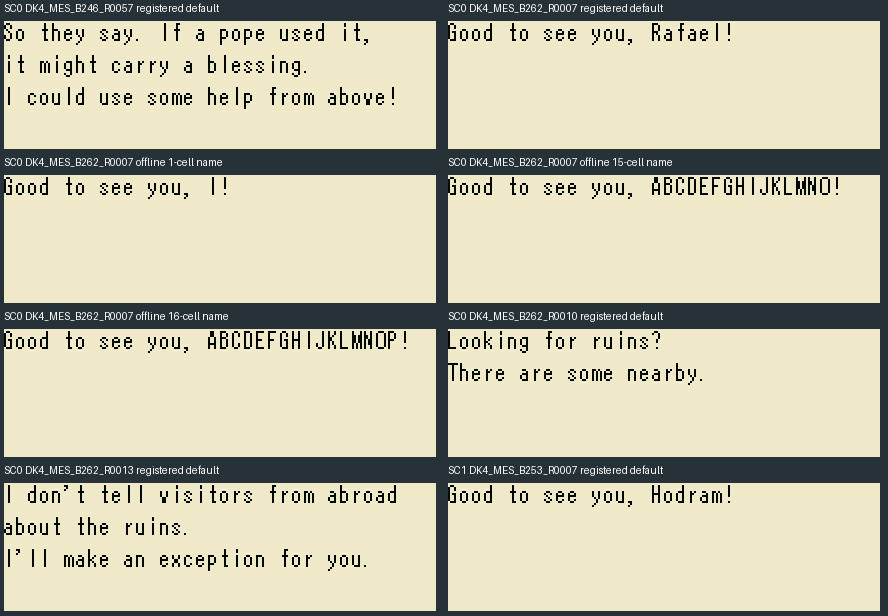 SC0 DK4_MES_B246_R0057 registered default
So they say. If a pope used it,
it might carry a blessing.
I could use some help from above!
SC0 DK4_MES_B262_R0007 registered default
Good to see you, Rafael!
SC0 DK4_MES_B262_R0007 offline 1-cell name
Good to see you, I!
SC0 DK4_MES_B262_R0007 offline 15-cell name
Good to see you, ABCDEFGHIJKLMNO!
SC0 DK4_MES_B262_R0007 offline 16-cell name
Good to see you, ABCDEFGHIJKLMNOP!
SC0 DK4_MES_B262_R0010 registered default
Looking for ruins?
There are some nearby.
SC0 DK4_MES_B262_R0013 registered default
I don't tell visitors from abroad
about the ruins.
I'll make an exception for you.
SC1 DK4_MES_B253_R0007 registered default
Good to see you, Hodram!